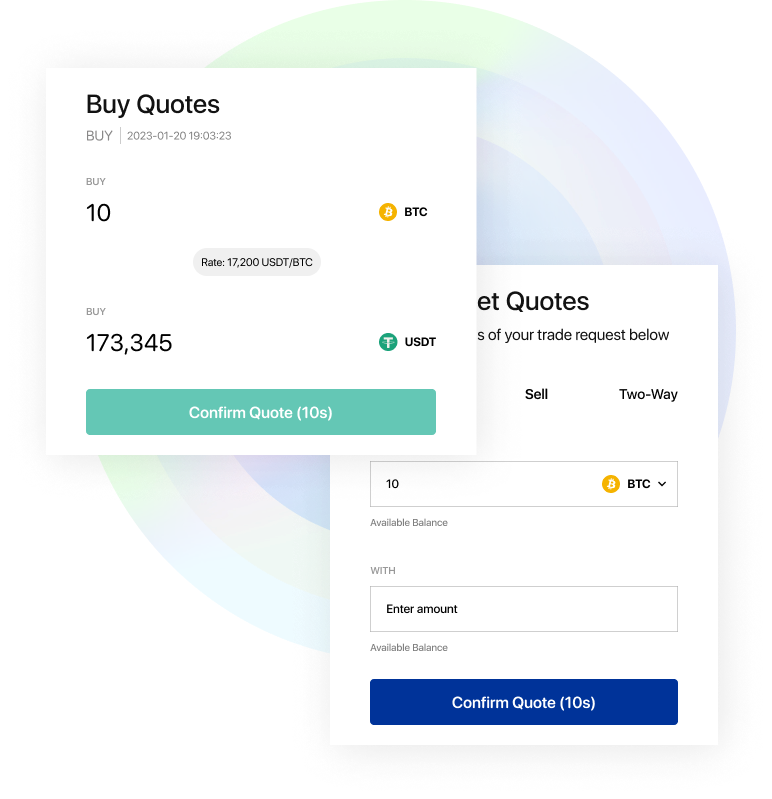 Buy Quotes
BUY 2023-01-20 19:03:23
BUY
10 BTC
Rate: 17,200 USDT/BTC
BUY
173,345 USDT
Confirm Quote (10s)
et Quotes
s of your trade request below
Sell Two-Way
10 BTC
Available Balance
WITH
Enter amount
Available Balance
Confirm Quote (10s)